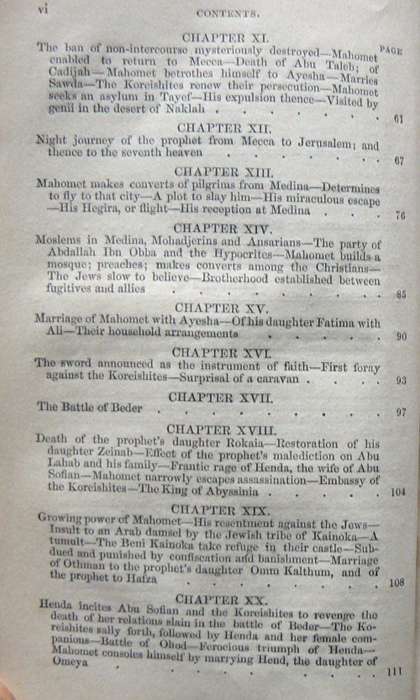 vi CONTENTS.
CHAPTER XI.
PAGE
The ban of non-intercourse mysteriously destroyed—Mahomet
enabled to return to Mecca—Death of Abu Taleb; of
Cadijah—Mahomet betrothes himself to Ayesha—Marries
Sawda—The Koreishites renew their persecution—Mahomet
seeks an asylum in Tayef—His expulsion thence—Visited by
genii in the desert of Naklah . . . . . . 61
CHAPTER XII.
Night journey of the prophet from Mecca to Jerusalem; and
thence to the seventh heaven . . . . . . 67
CHAPTER XIII.
Mahomet makes converts of pilgrims from Medina—Determines
to fly to that city—A plot to slay him—His miraculous escape
—His Hegira, or flight—His reception at Medina . . . 76
CHAPTER XIV.
Moslems in Medina, Mohadjerins and Ansarians—The party of
Abdallah Ibn Obba and the Hypocrites—Mahomet builds a
mosque; preaches; makes converts among the Christians—
The Jews slow to believe—Brotherhood established between
fugitives and allies . . . . . . . 85
CHAPTER XV.
Marriage of Mahomet with Ayesha—Of his daughter Fatima with
Ali—Their household arrangements . . . . . 90
CHAPTER XVI.
The sword announced as the instrument of faith—First foray
against the Koreishites—Surprisal of a caravan . . . . 93
CHAPTER XVII.
The Battle of Beder . . . . . . . . 97
CHAPTER XVIII.
Death of the prophet's daughter Rokaia—Restoration of his
daughter Zeinab—Effect of the prophet's malediction on Abu
Lahab and his family—Frantic rage of Henda, the wife of Abu
Sofian—Mahomet narrowly escapes assassination—Embassy of
the Koreishites—The King of Abyssinia . . . . . 104
CHAPTER XIX.
Growing power of Mahomet—His resentment against the Jews—
Insult to an Arab damsel by the Jewish tribe of Kainoka—A
tumult—The Beni Kainoka take refuge in their castle—Sub-
dued and punished by confiscation and banishment—Marriage
of Othman to the prophet's daughter Omm Kalthum, and of
the prophet to Hafza . . . . . . . 108
CHAPTER XX.
Henda incites Abu Sofian and the Koreishites to revenge the
death of her relations slain in the battle of Beder—The Ko-
reishites sally forth, followed by Henda and her female com-
panions—Battle of Ohod—Ferocious triumph of Henda—
Mahomet consoles himself by marrying Hend, the daughter of
Omeya . . . . . . . . 111